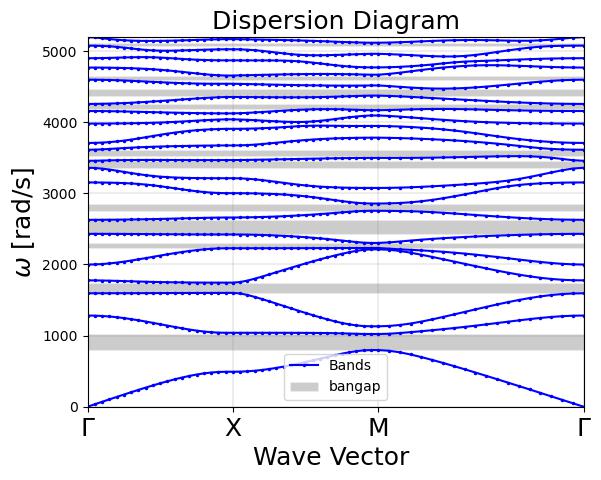 Dispersion Diagram
5000
4000
3000
2000
1000
0
ω [rad/s]
Bands
bangap
Γ X M Γ
Wave Vector